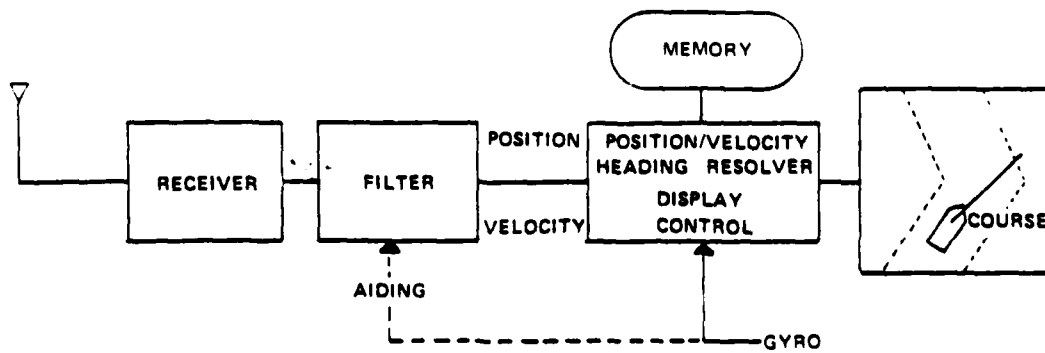 MEMORY
RECEIVER
FILTER
POSITION
VELOCITY
POSITION/VELOCITY
HEADING RESOLVER
DISPLAY
CONTROL
COURSE
AIDING
GYRO